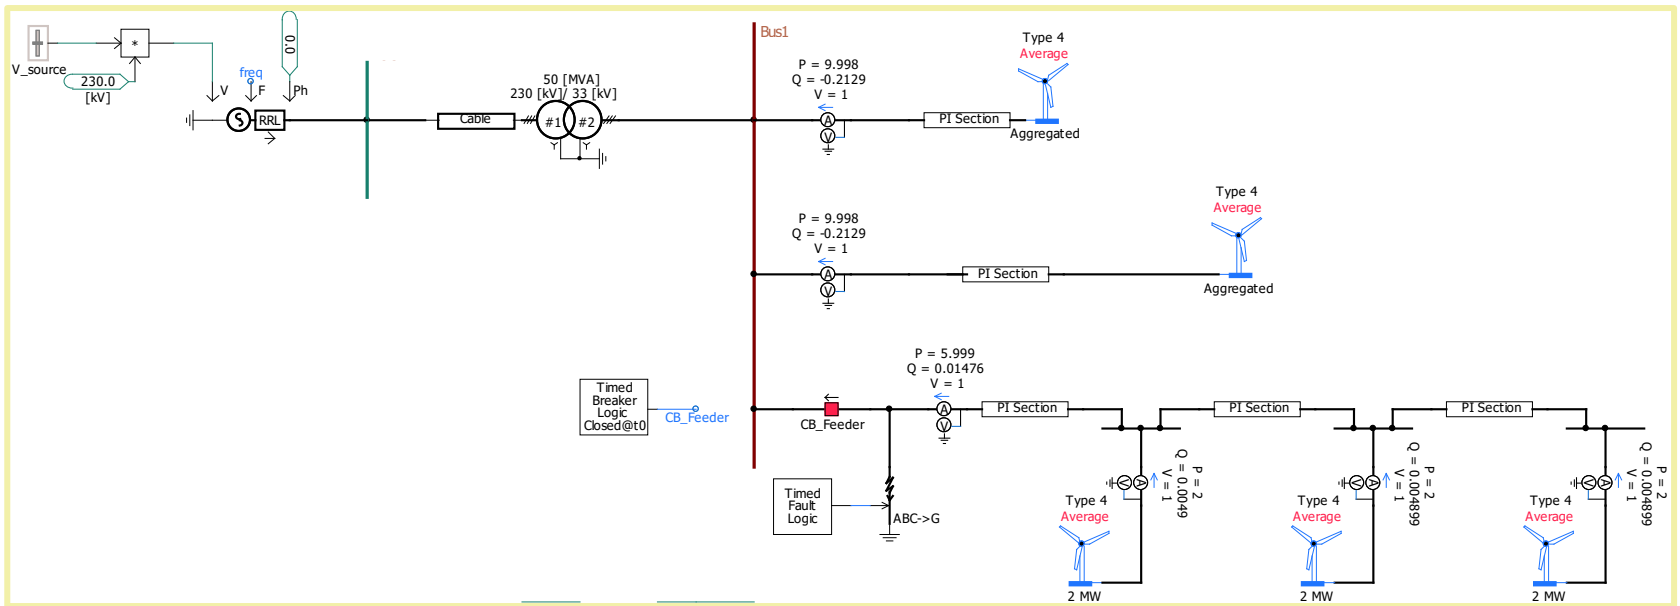 V_source
*
230.0
[kV]
V
freq
F
0.0
Ph
S
RRL
Cable
50 [MVA]
230 [kV]/ 33 [kV]
#1
#2
Y
Y
Bus1
P = 9.998
Q = -0.2129
V = 1
A
V
PI Section
Type 4
Average
Aggregated
P = 9.998
Q = -0.2129
V = 1
A
V
PI Section
Type 4
Average
Aggregated
Timed
Breaker
Logic
Closed@t0
CB_Feeder
CB_Feeder
P = 5.999
Q = 0.01476
V = 1
A
V
PI Section
PI Section
PI Section
Timed
Fault
Logic
ABC->G
P = 2
Q = 0.0049
V = 1
V
A
Type 4
Average
2 MW
P = 2
Q = 0.004899
V = 1
V
A
Type 4
Average
2 MW
P = 2
Q = 0.004899
V = 1
V
A
Type 4
Average
2 MW